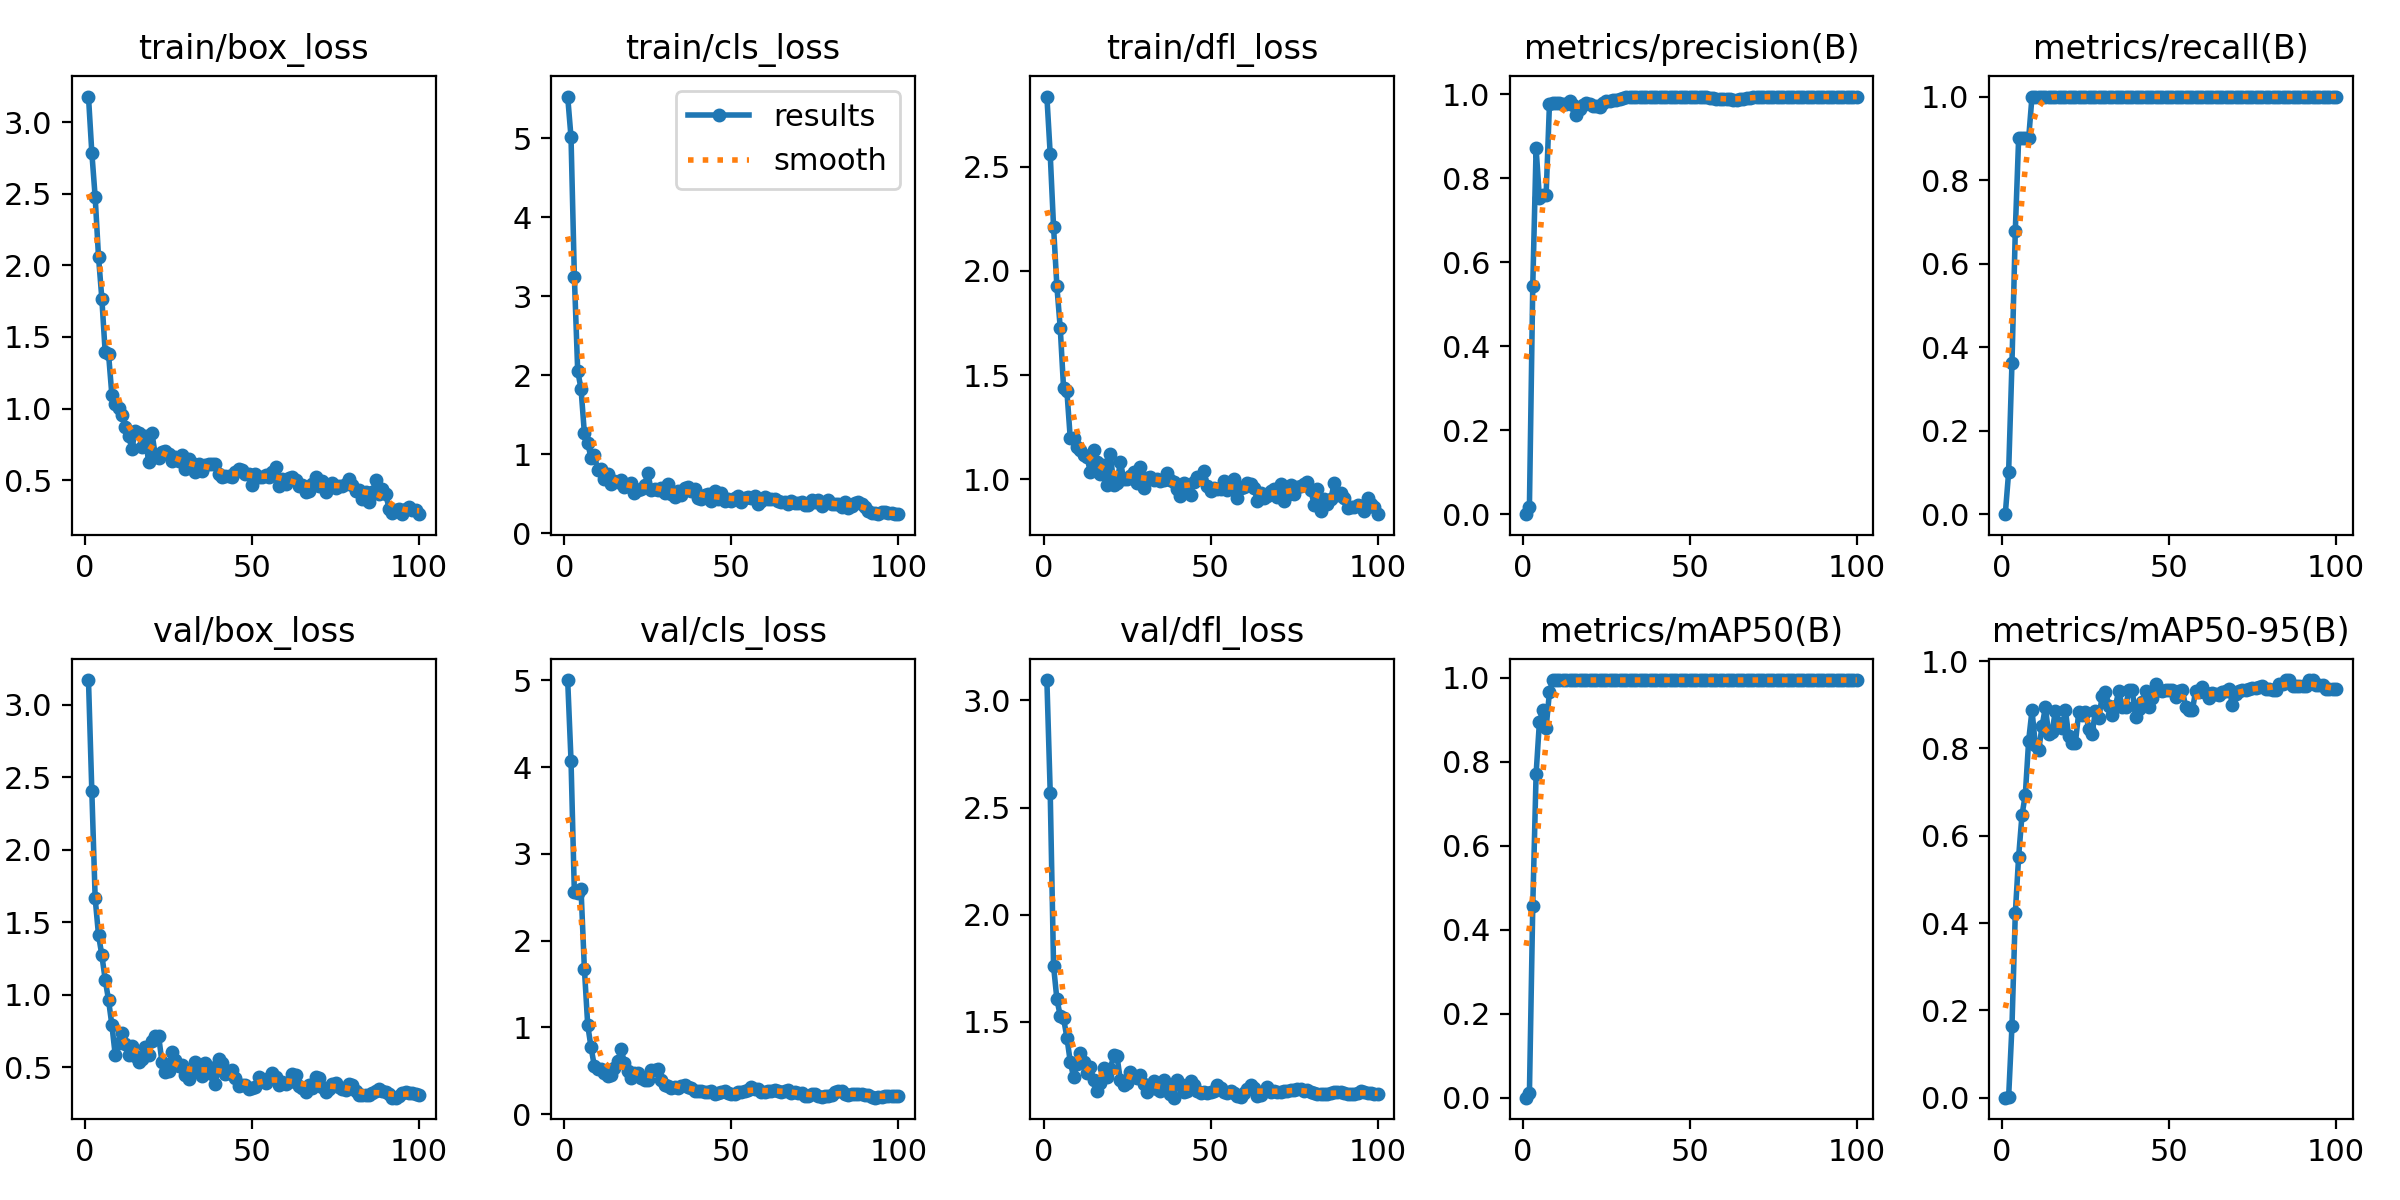 train/box_loss
3.0
2.5
2.0
1.5
1.0
0.5
0 50 100
train/cls_loss
results
smooth
5
4
3
2
1
0
0 50 100
train/dfl_loss
2.5
2.0
1.5
1.0
0 50 100
metrics/precision(B)
1.0
0.8
0.6
0.4
0.2
0.0
0 50 100
metrics/recall(B)
1.0
0.8
0.6
0.4
0.2
0.0
0 50 100
val/box_loss
3.0
2.5
2.0
1.5
1.0
0.5
0 50 100
val/cls_loss
5
4
3
2
1
0
0 50 100
val/dfl_loss
3.0
2.5
2.0
1.5
0 50 100
metrics/mAP50(B)
1.0
0.8
0.6
0.4
0.2
0.0
0 50 100
metrics/mAP50-95(B)
1.0
0.8
0.6
0.4
0.2
0.0
0 50 100